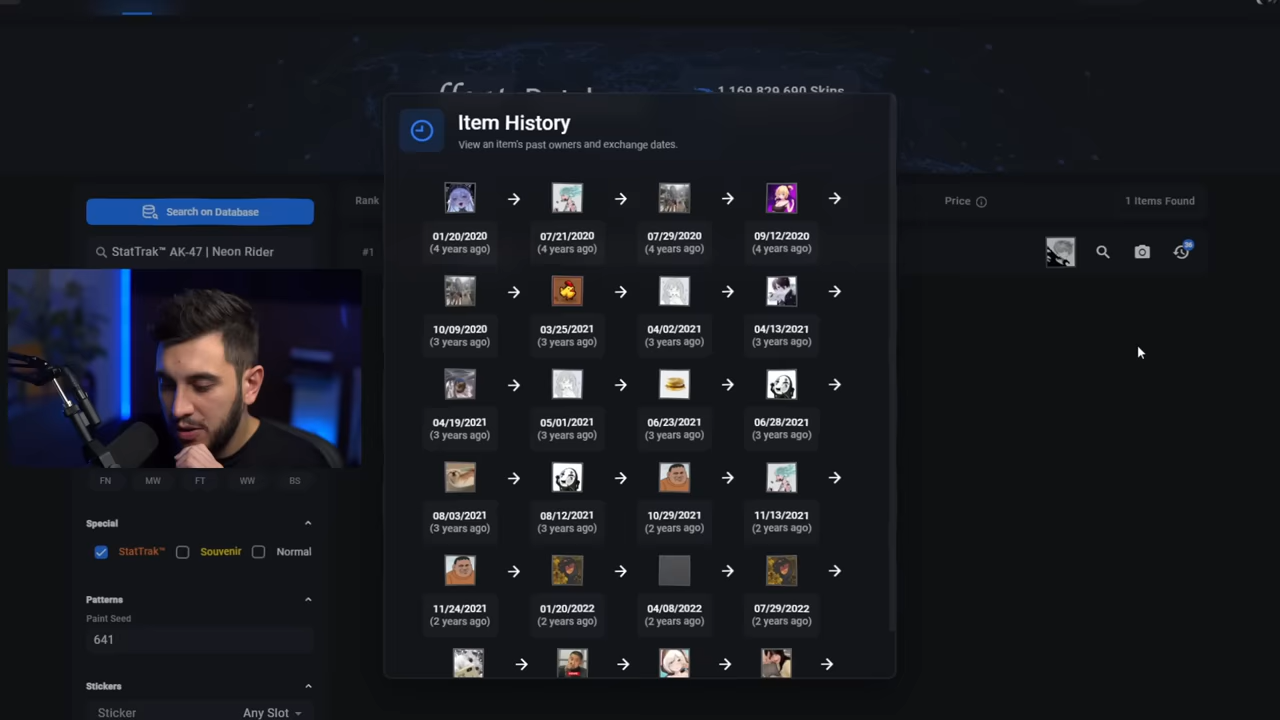 1,169,829,690 Skins
Item History
View an item's past owners and exchange dates.
Search on Database
Rank
Price
1 Items Found
StatTrak™ AK-47 | Neon Rider
#1
01/20/2020
(4 years ago)
07/21/2020
(4 years ago)
07/29/2020
(4 years ago)
09/12/2020
(4 years ago)
10/09/2020
(3 years ago)
03/25/2021
(3 years ago)
04/02/2021
(3 years ago)
04/13/2021
(3 years ago)
04/19/2021
(3 years ago)
05/01/2021
(3 years ago)
06/23/2021
(3 years ago)
06/28/2021
(3 years ago)
08/03/2021
(3 years ago)
08/12/2021
(3 years ago)
10/29/2021
(2 years ago)
11/13/2021
(2 years ago)
11/24/2021
(2 years ago)
01/20/2022
(2 years ago)
04/08/2022
(2 years ago)
07/29/2022
(2 years ago)
FN MW FT WW BS
Special
StatTrak™ Souvenir Normal
Patterns
Paint Seed
641
Stickers
Sticker Any Slot